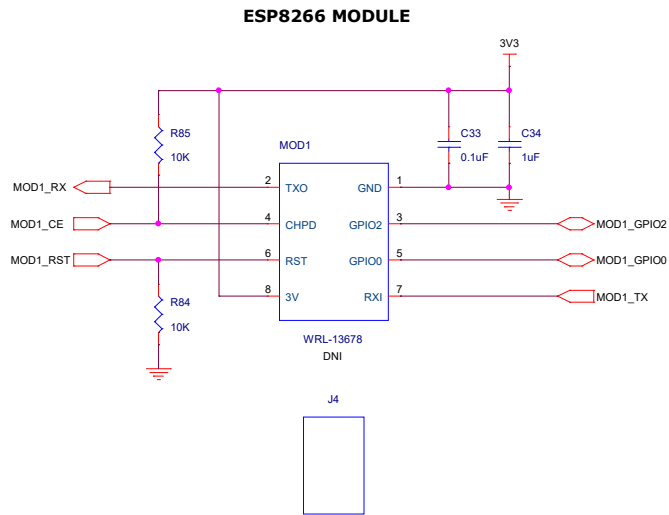 ESP8266 MODULE
3V3
R85
10K
C33
0.1uF
C34
1uF
MOD1
MOD1_RX
2
TXO
GND
1
MOD1_CE
4
CHPD
GPIO2
3
MOD1_GPIO2
MOD1_RST
6
RST
GPIO0
5
MOD1_GPIO0
8
3V
RXI
7
MOD1_TX
R84
10K
WRL-13678
DNI
J4